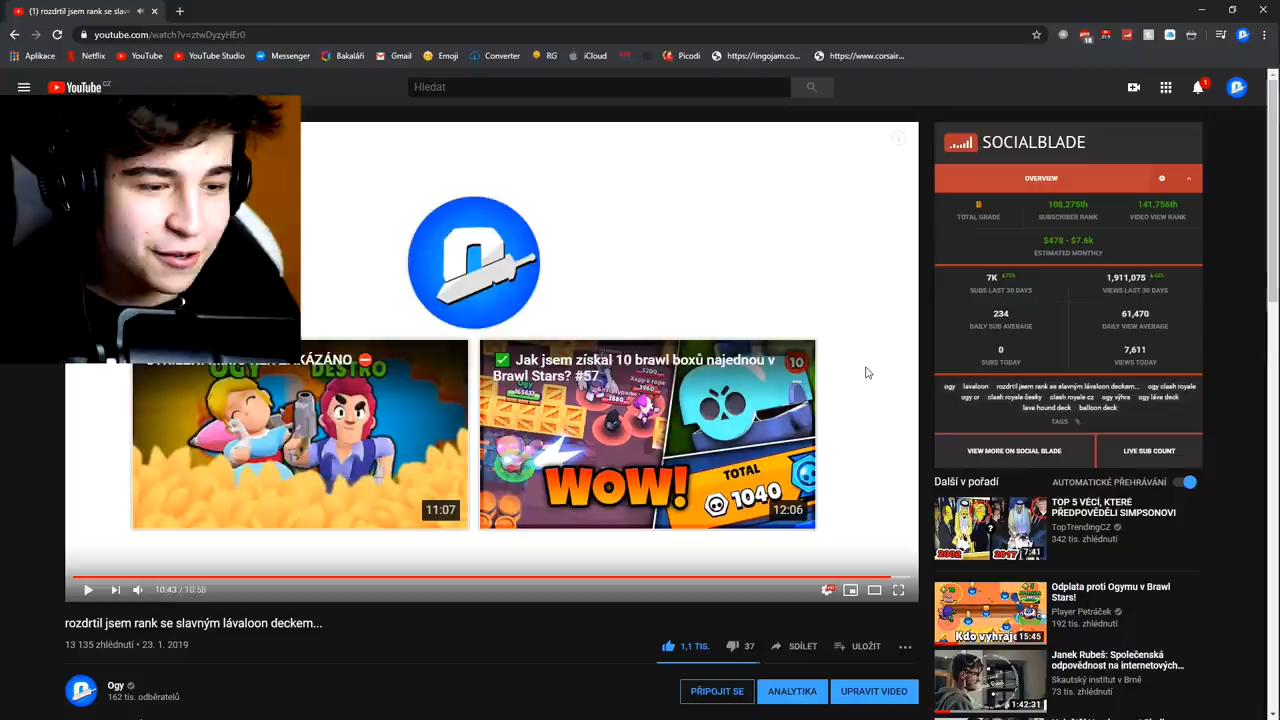 (1) rozdrtil jsem rank se sláv
youtube.com/watch?v=ztwDyzyHEr0
18
Aplikace Netflix YouTube YouTube Studio Messenger Bakaláři Gmail Emoji Converter RG iCloud Picodi https://lingojam.co... https://www.corsair...
YouTube CZ
Hledat
1
SOCIALBLADE
OVERVIEW
B 108,275th 141,756th
TOTAL GRADE SUBSCRIBER RANK VIDEO VIEW RANK
$478 - $7.6k
ESTIMATED MONTHLY
7K 1,911,075
SUBS LAST 30 DAYS VIEWS LAST 30 DAYS
234 61,470
DAILY SUB AVERAGE DAILY VIEW AVERAGE
0 7,611
SUBS TODAY VIEWS TODAY
ogy lavaloon rozdrtil jsem rank se slavným lávaloon deckem... ogy clash royale
ogy cr clash royale česky clash royale cz ogy výhra ogy láva deck
lava hound deck balloon deck
TAGS
VIEW MORE ON SOCIAL BLADE LIVE SUB COUNT
KÁZÁNO ⛔
OGY DESTRO
11:07
✅ Jak jsem získal 10 brawl boxů najednou v
Brawl Stars? #57
10
WOW!
TOTAL
1040
12:06
10:43 / 10:58
HD
rozdrtil jsem rank se slavným lávaloon deckem...
13 135 zhlédnutí • 23. 1. 2019
1,1 TIS. 37 SDÍLET ULOŽIT
Ogy
162 tis. odběratelů
PŘIPOJIT SE ANALYTIKA UPRAVIT VIDEO
Další v pořadí AUTOMATICKÉ PŘEHRÁVÁNÍ
TOP 5 VĚCÍ, KTERÉ
PŘEDPOVĚDĚLI SIMPSONOVI
TopTrendingCZ
342 tis. zhlédnutí
2002 2017
7:41
Odplata proti Ogymu v Brawl
Stars!
Player Petráček
192 tis. zhlédnutí
Kdo vyhraje
15:45
Janek Rubeš: Společenská
odpovědnost na internetových...
Skautský institut v Brně
73 tis. zhlédnutí
1:42:31